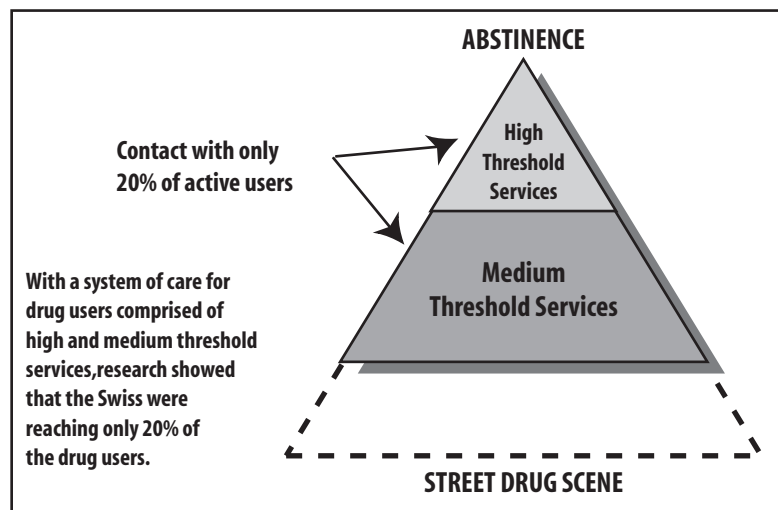 ABSTINENCE
High
Threshold
Services
Contact with only
20% of active users
Medium
Threshold Services
With a system of care for
drug users comprised of
high and medium threshold
services,research showed
that the Swiss were
reaching only 20% of
the drug users.
STREET DRUG SCENE